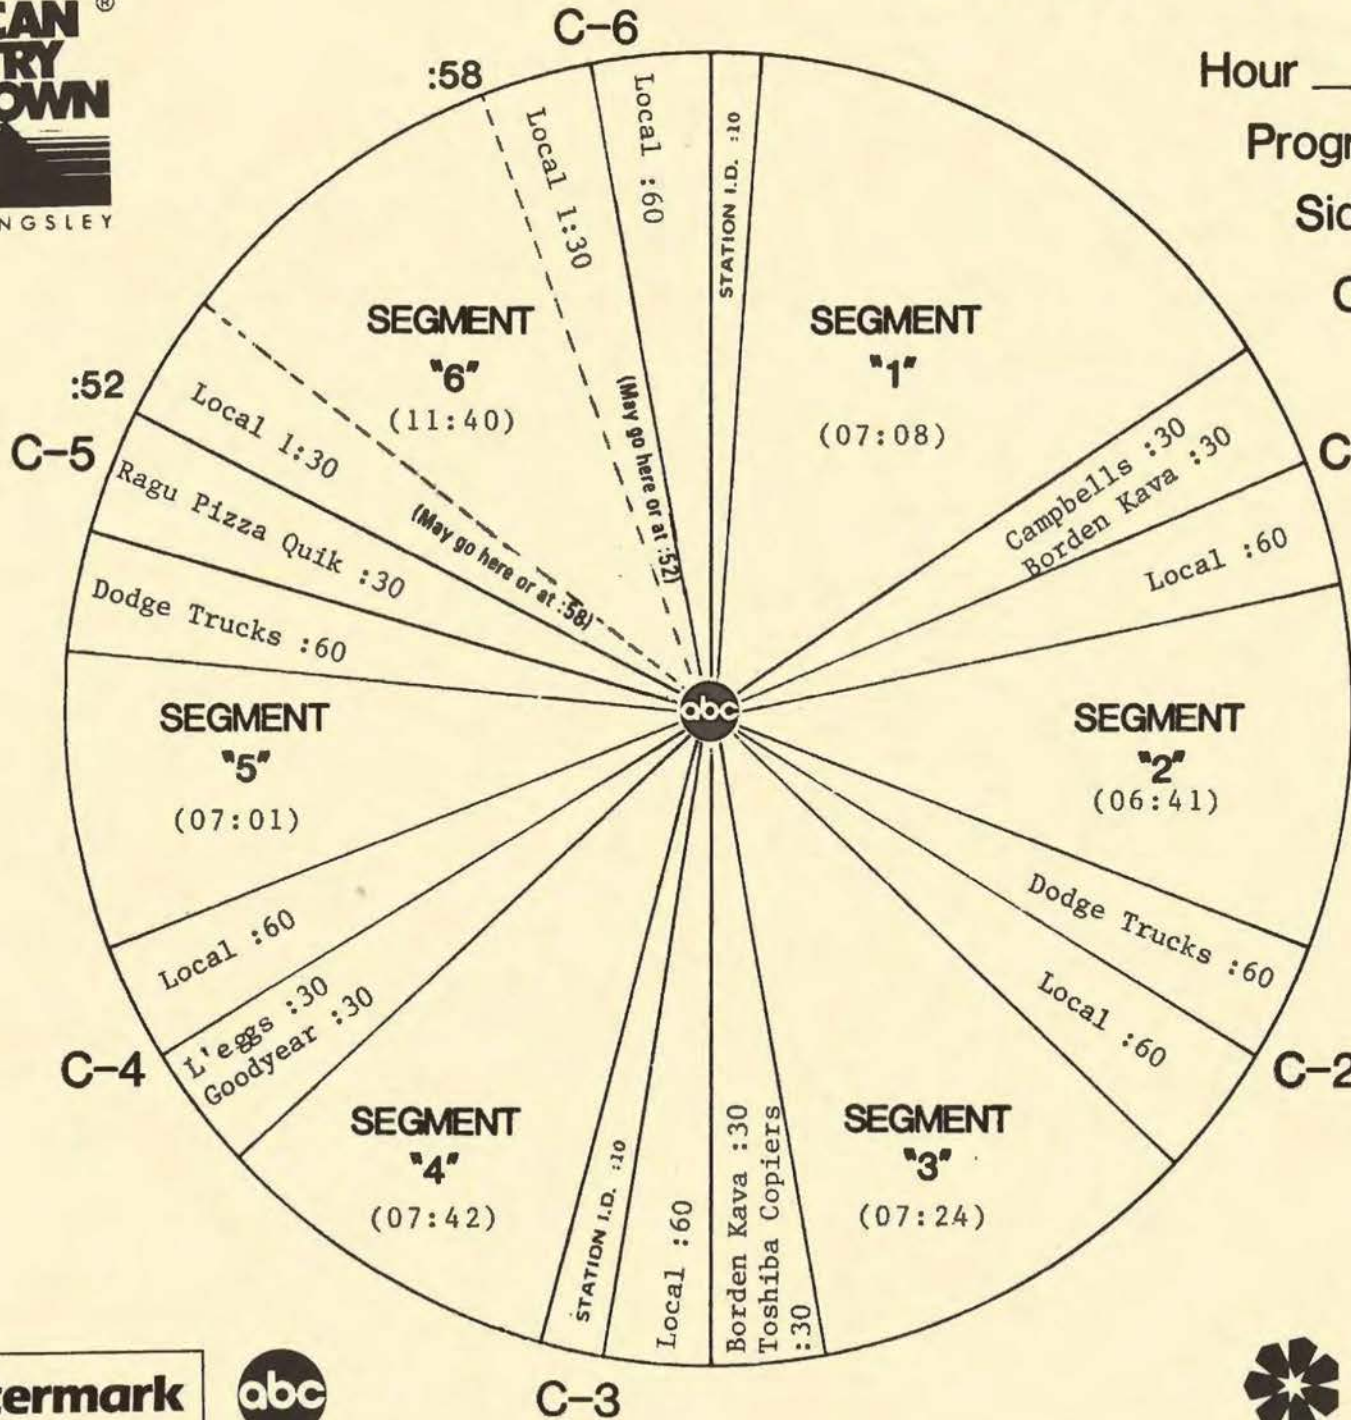 OWN
NGSLEY
C-6
:58
Hour
Local 1:30
Local :60
STATION I.D. :10
(May go here or at :52)
SEGMENT
"6"
(11:40)
SEGMENT
"1"
(07:08)
:52
C-5
Local 1:30
(May go here or at :58)
Ragu Pizza Quik :30
Dodge Trucks :60
Campbells :30
Borden Kava :30
Local :60
abc
SEGMENT
"5"
(07:01)
SEGMENT
"2"
(06:41)
Local :60
L'eggs :30
Goodyear :30
C-4
Dodge Trucks :60
Local :60
C-2
SEGMENT
"4"
(07:42)
STATION I.D. :10
Local :60
Borden Kava :30
Toshiba Copiers
:30
SEGMENT
"3"
(07:24)
C-3
termark
abc